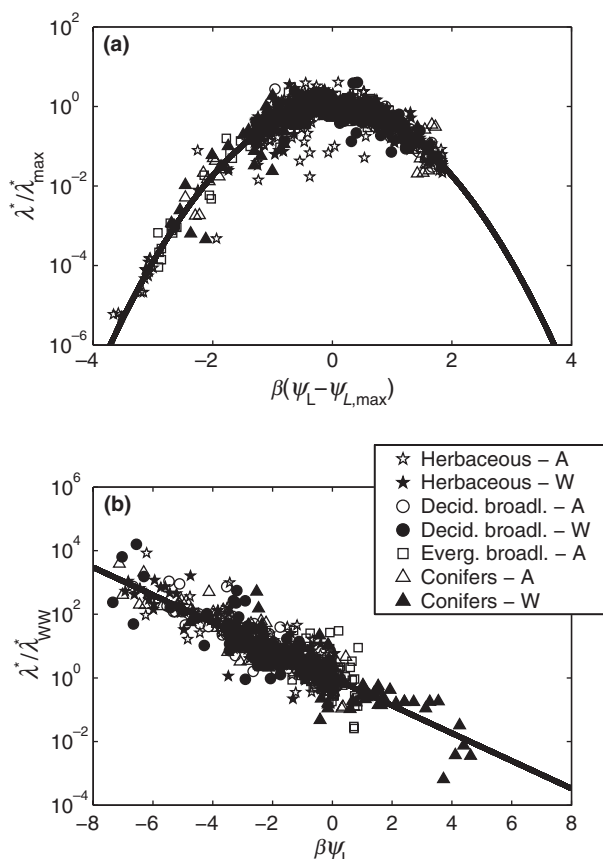 10^2
(a)
10^0
10^−2
10^−4
10^−6
λ*/λ*max
−4 −2 0 2 4
β(ψL−ψL,max)
Herbaceous – A
Herbaceous – W
Decid. broadl. – A
Decid. broadl. – W
Everg. broadl. – A
Conifers – A
Conifers – W
10^6
(b)
10^4
10^2
10^0
10^−2
10^−4
λ*/λ*WW
−8 −6 −4 −2 0 2 4 6 8
βψL